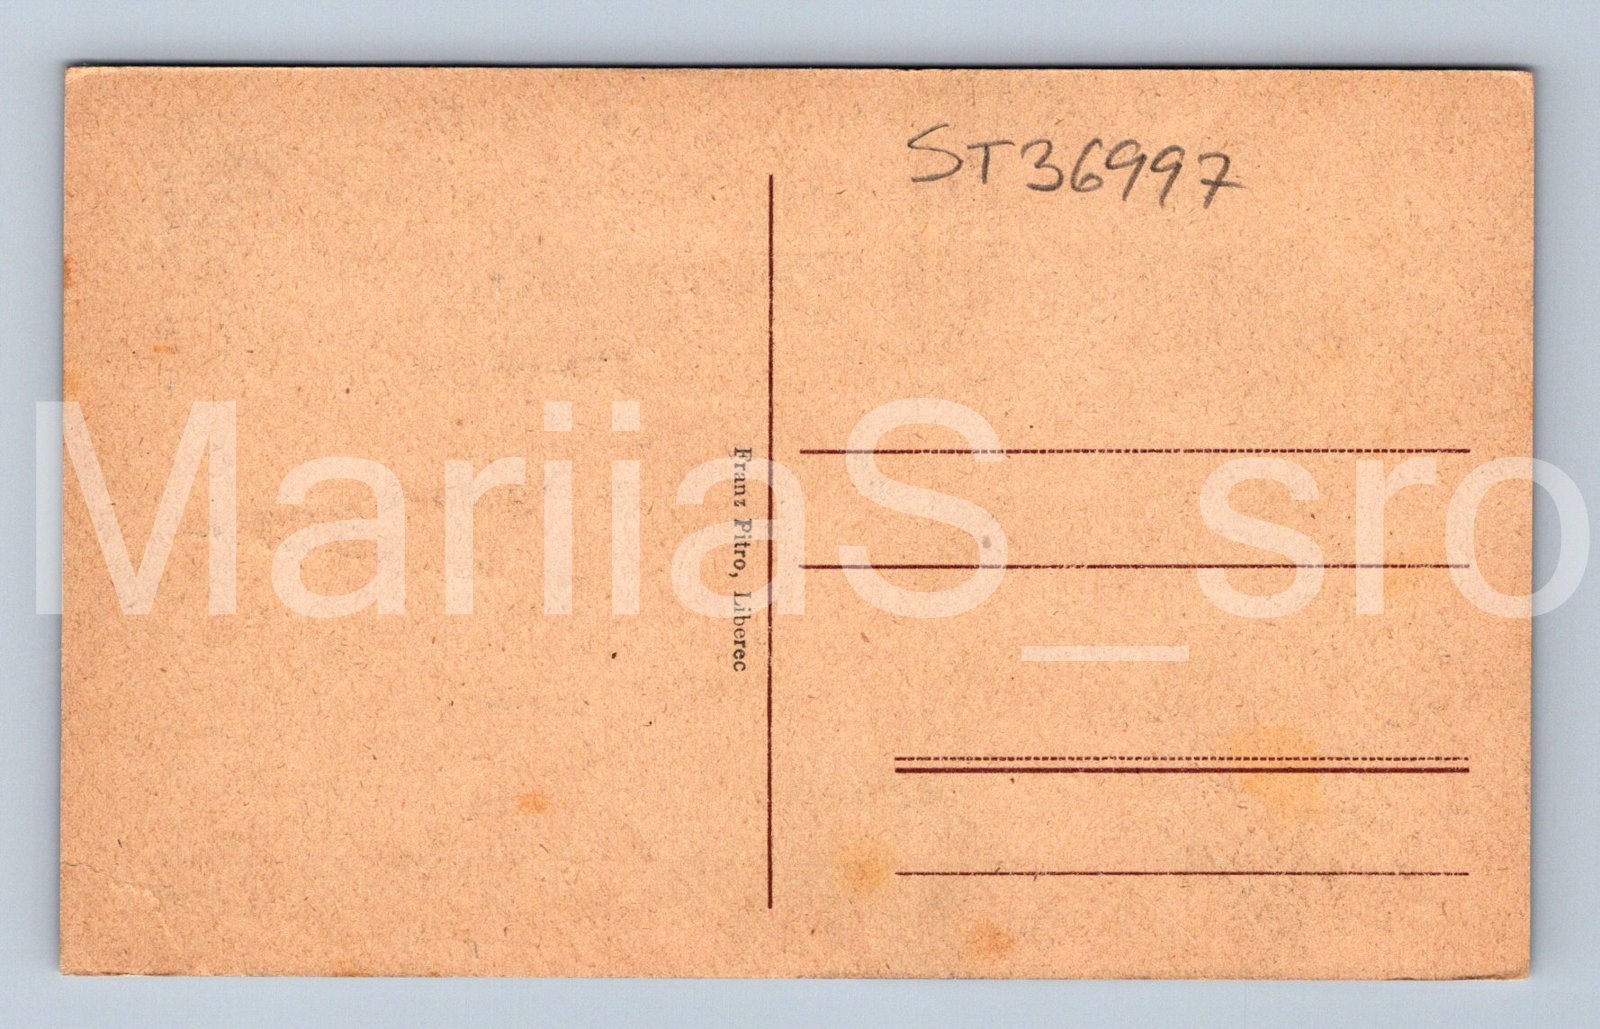 ST36997
Franz Pitro, Liberec
MariiaS_sro